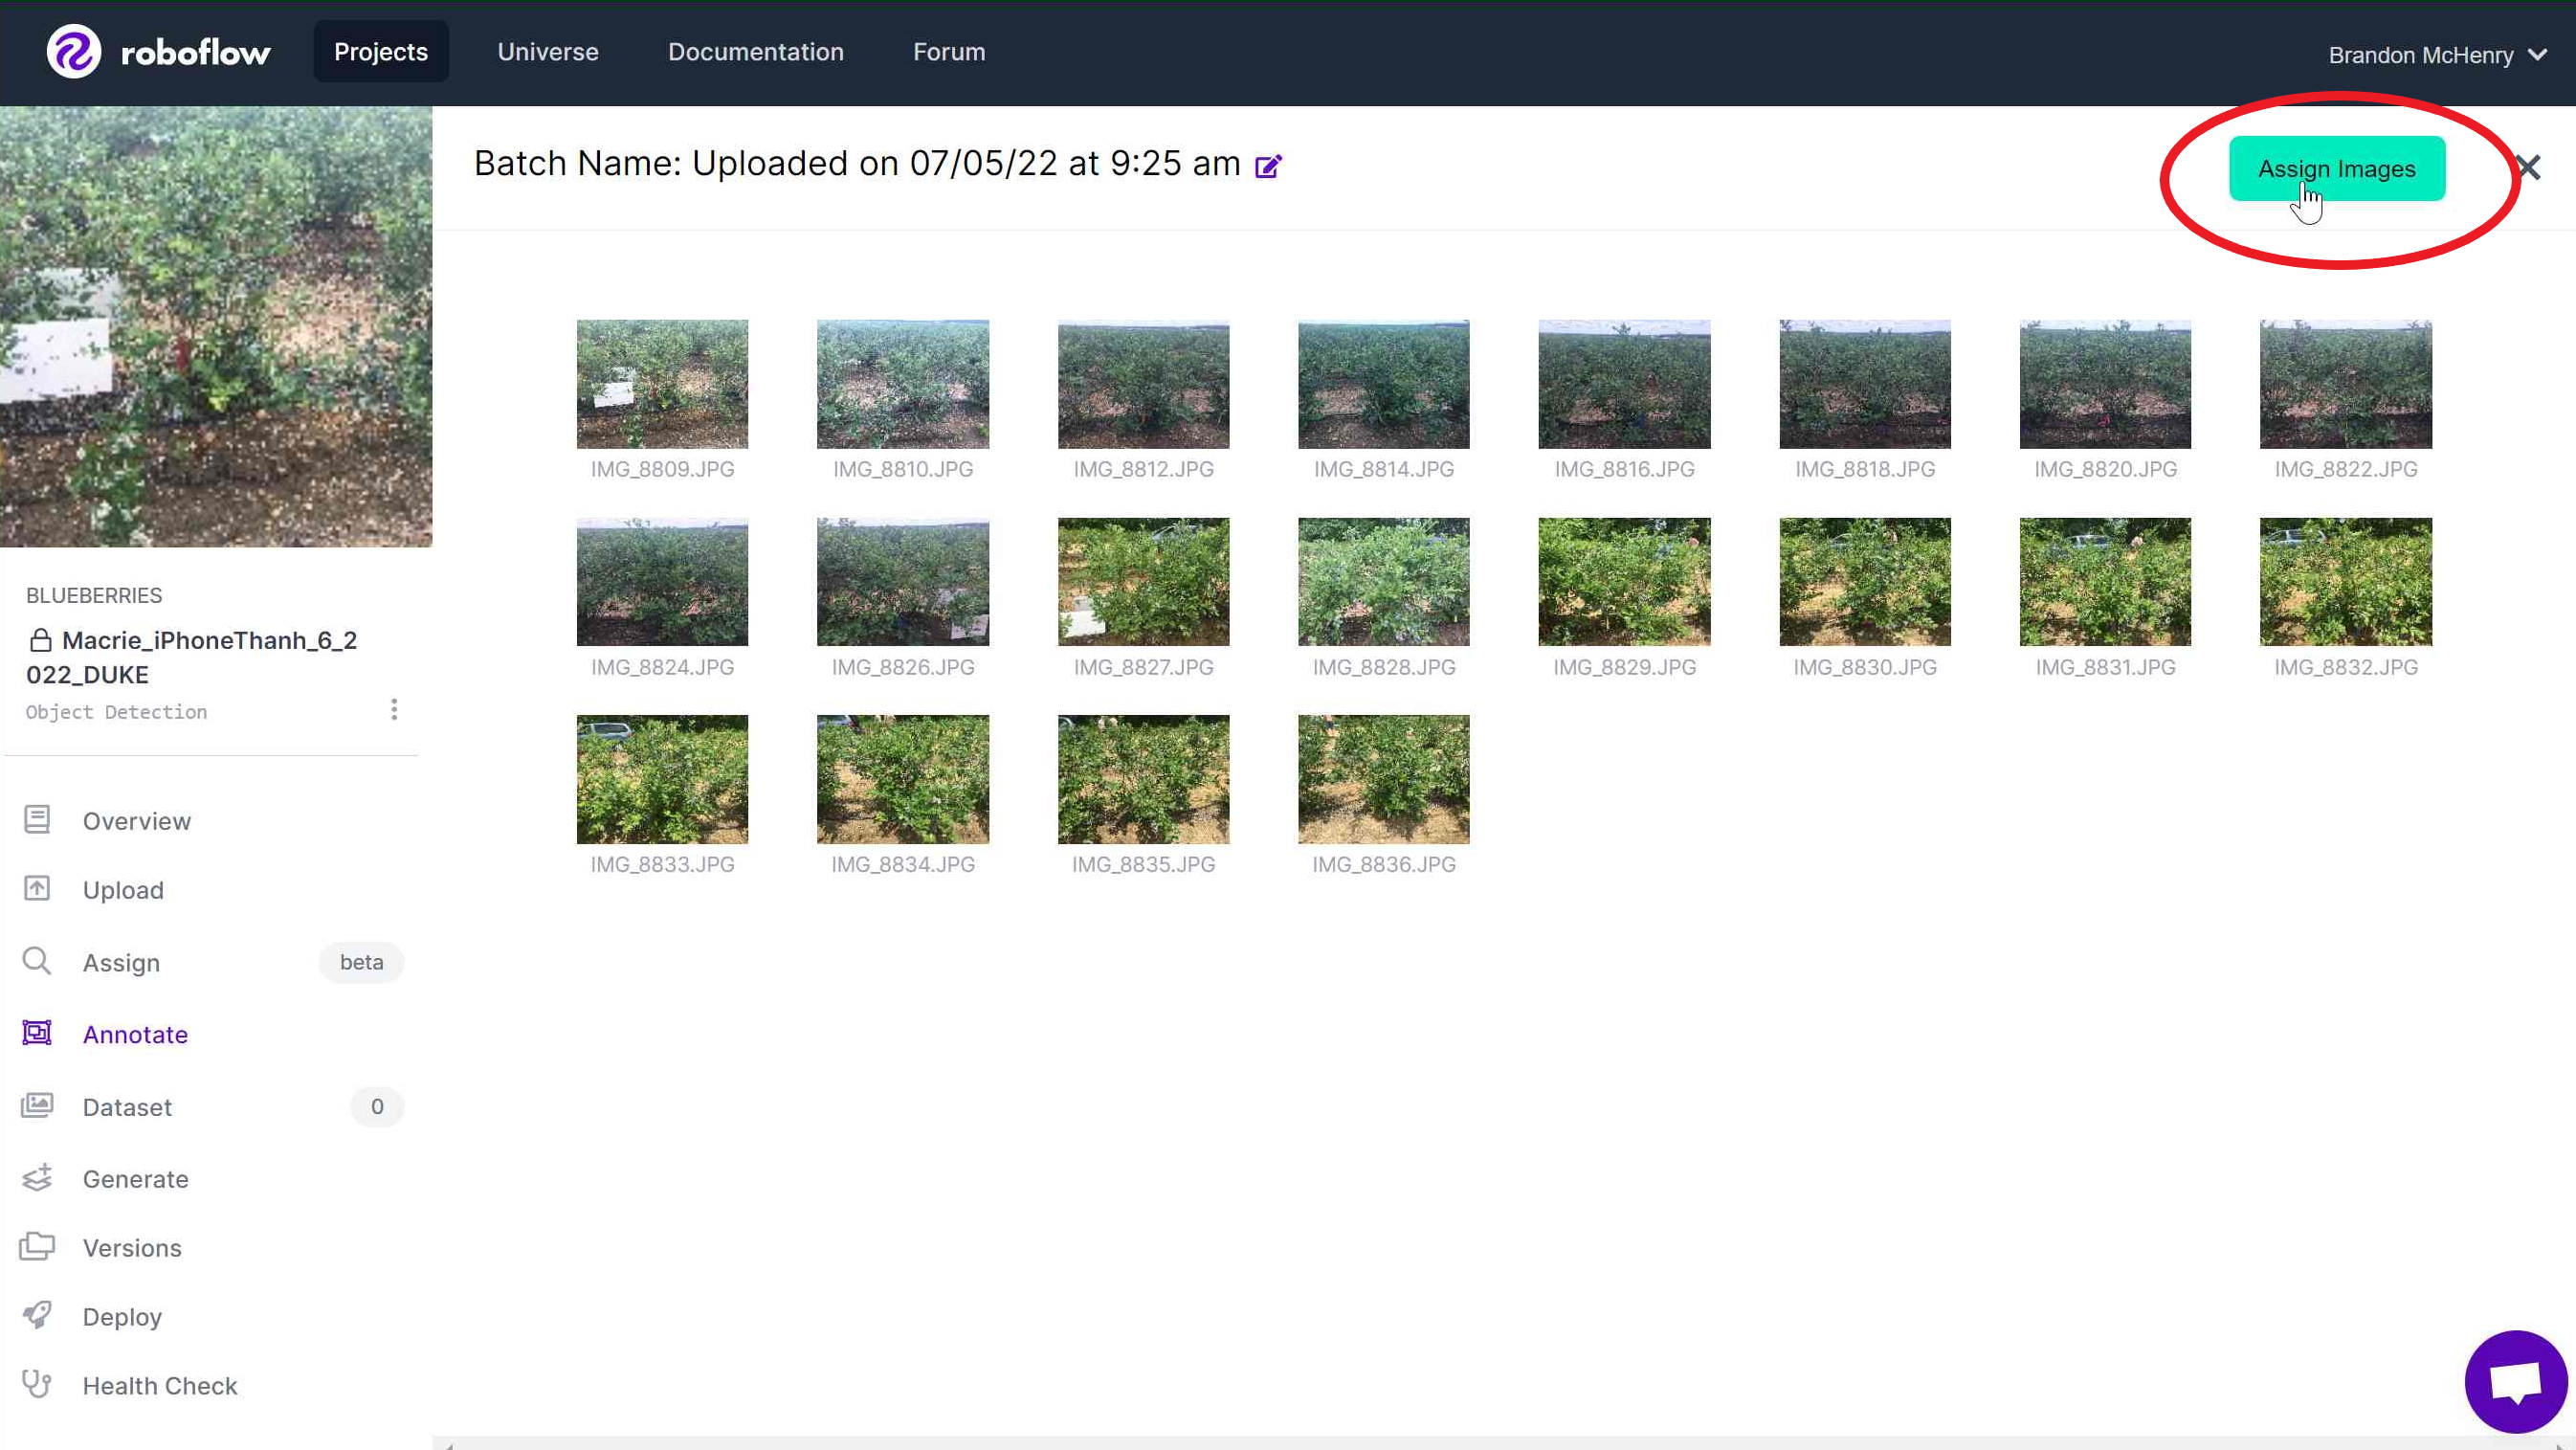 roboflow
Projects
Universe
Documentation
Forum
Brandon McHenry
Batch Name: Uploaded on 07/05/22 at 9:25 am
Assign Images
IMG_8809.JPG
IMG_8810.JPG
IMG_8812.JPG
IMG_8814.JPG
IMG_8816.JPG
IMG_8818.JPG
IMG_8820.JPG
IMG_8822.JPG
IMG_8824.JPG
IMG_8826.JPG
IMG_8827.JPG
IMG_8828.JPG
IMG_8829.JPG
IMG_8830.JPG
IMG_8831.JPG
IMG_8832.JPG
IMG_8833.JPG
IMG_8834.JPG
IMG_8835.JPG
IMG_8836.JPG
BLUEBERRIES
Macrie_iPhoneThanh_6_2
022_DUKE
Object Detection
Overview
Upload
Assign
beta
Annotate
Dataset
0
Generate
Versions
Deploy
Health Check